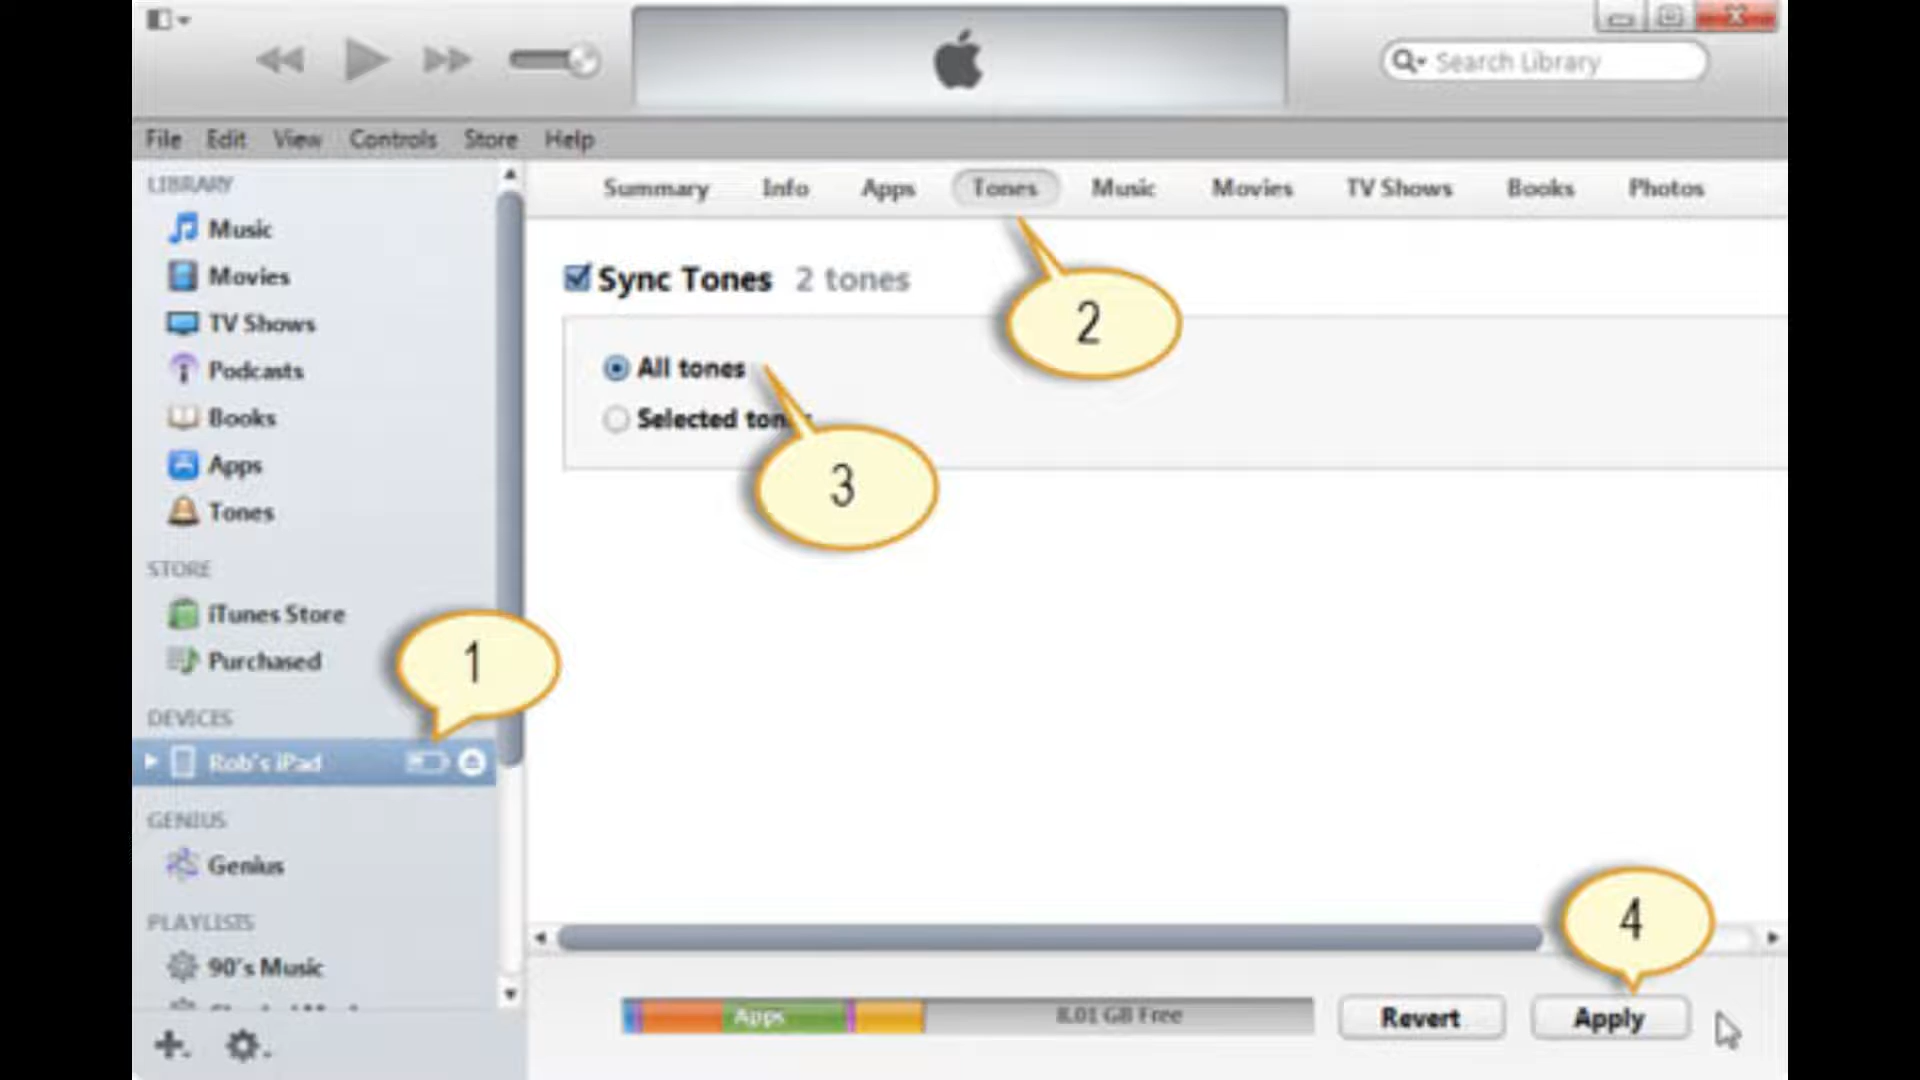 Search Library
File Edit View Controls Store Help
LIBRARY
Music
Movies
TV Shows
Podcasts
Books
Apps
Tones
STORE
iTunes Store
Purchased
DEVICES
Rob's iPad
GENIUS
Genius
PLAYLISTS
90's Music
Summary Info Apps Tones Music Movies TV Shows Books Photos
Sync Tones 2 tones
All tones
Selected
1
2
3
4
Apps
8.01 GB Free
Revert
Apply